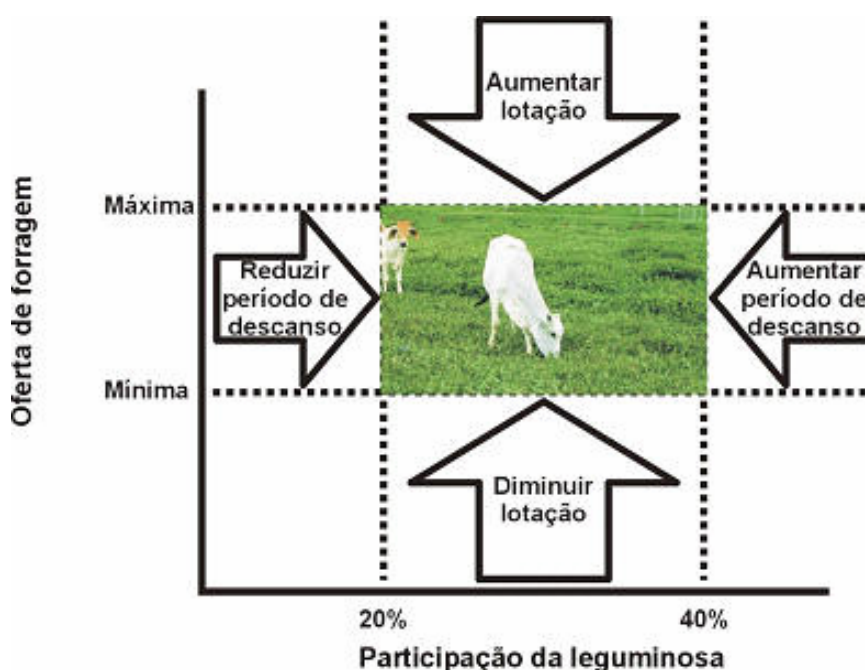 Aumentar
lotação
Máxima
Reduzir
período de
descanso
Aumentar
período de
descanso
Oferta de forragem
Mínima
Diminuir
lotação
20%
40%
Participação da leguminosa